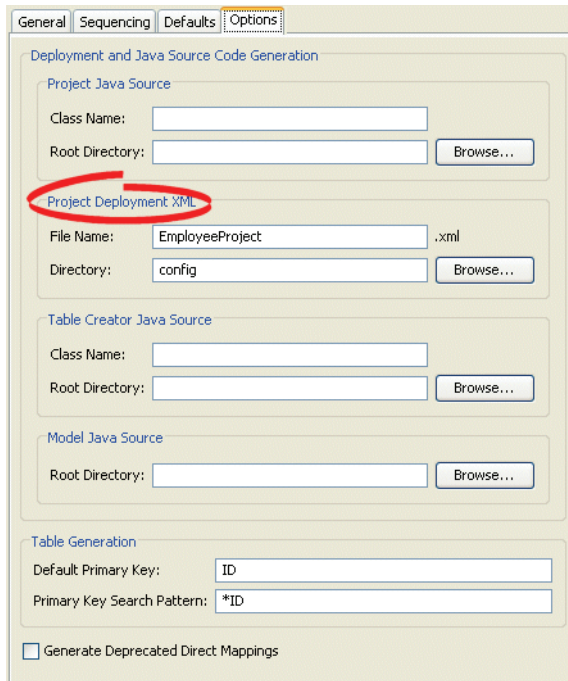 General Sequencing Defaults Options
Deployment and Java Source Code Generation
Project Java Source
Class Name:
Root Directory: Browse...
Project Deployment XML
File Name: EmployeeProject .xml
Directory: config Browse...
Table Creator Java Source
Class Name:
Root Directory: Browse...
Model Java Source
Root Directory: Browse...
Table Generation
Default Primary Key: ID
Primary Key Search Pattern: *ID
Generate Deprecated Direct Mappings